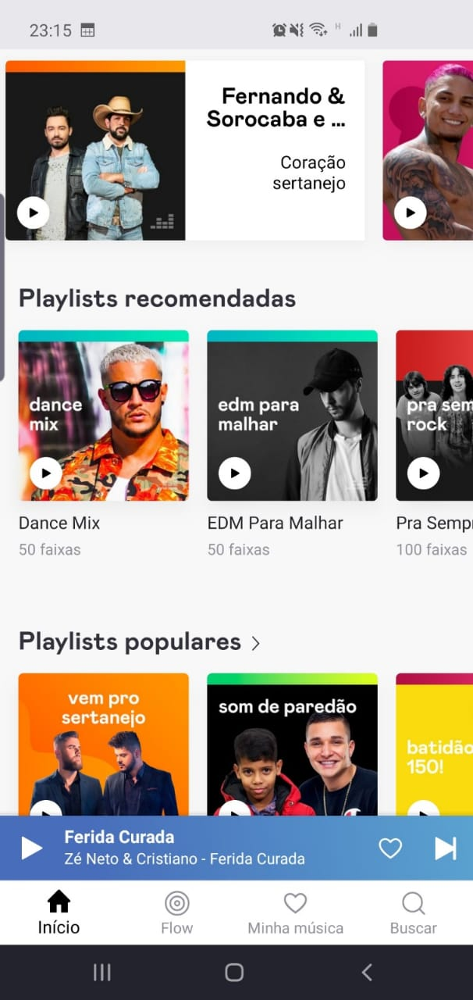 23:15
H
Fernando &
Sorocaba e ...
Coração
sertanejo
Playlists recomendadas
dance
mix
edm para
malhar
pra sem
rock
Dance Mix
EDM Para Malhar
Pra Semp
50 faixas
50 faixas
100 faixas
Playlists populares
vem pro
sertanejo
som de paredão
batidão
150!
Ferida Curada
Zé Neto & Cristiano - Ferida Curada
Início
Flow
Minha música
Buscar